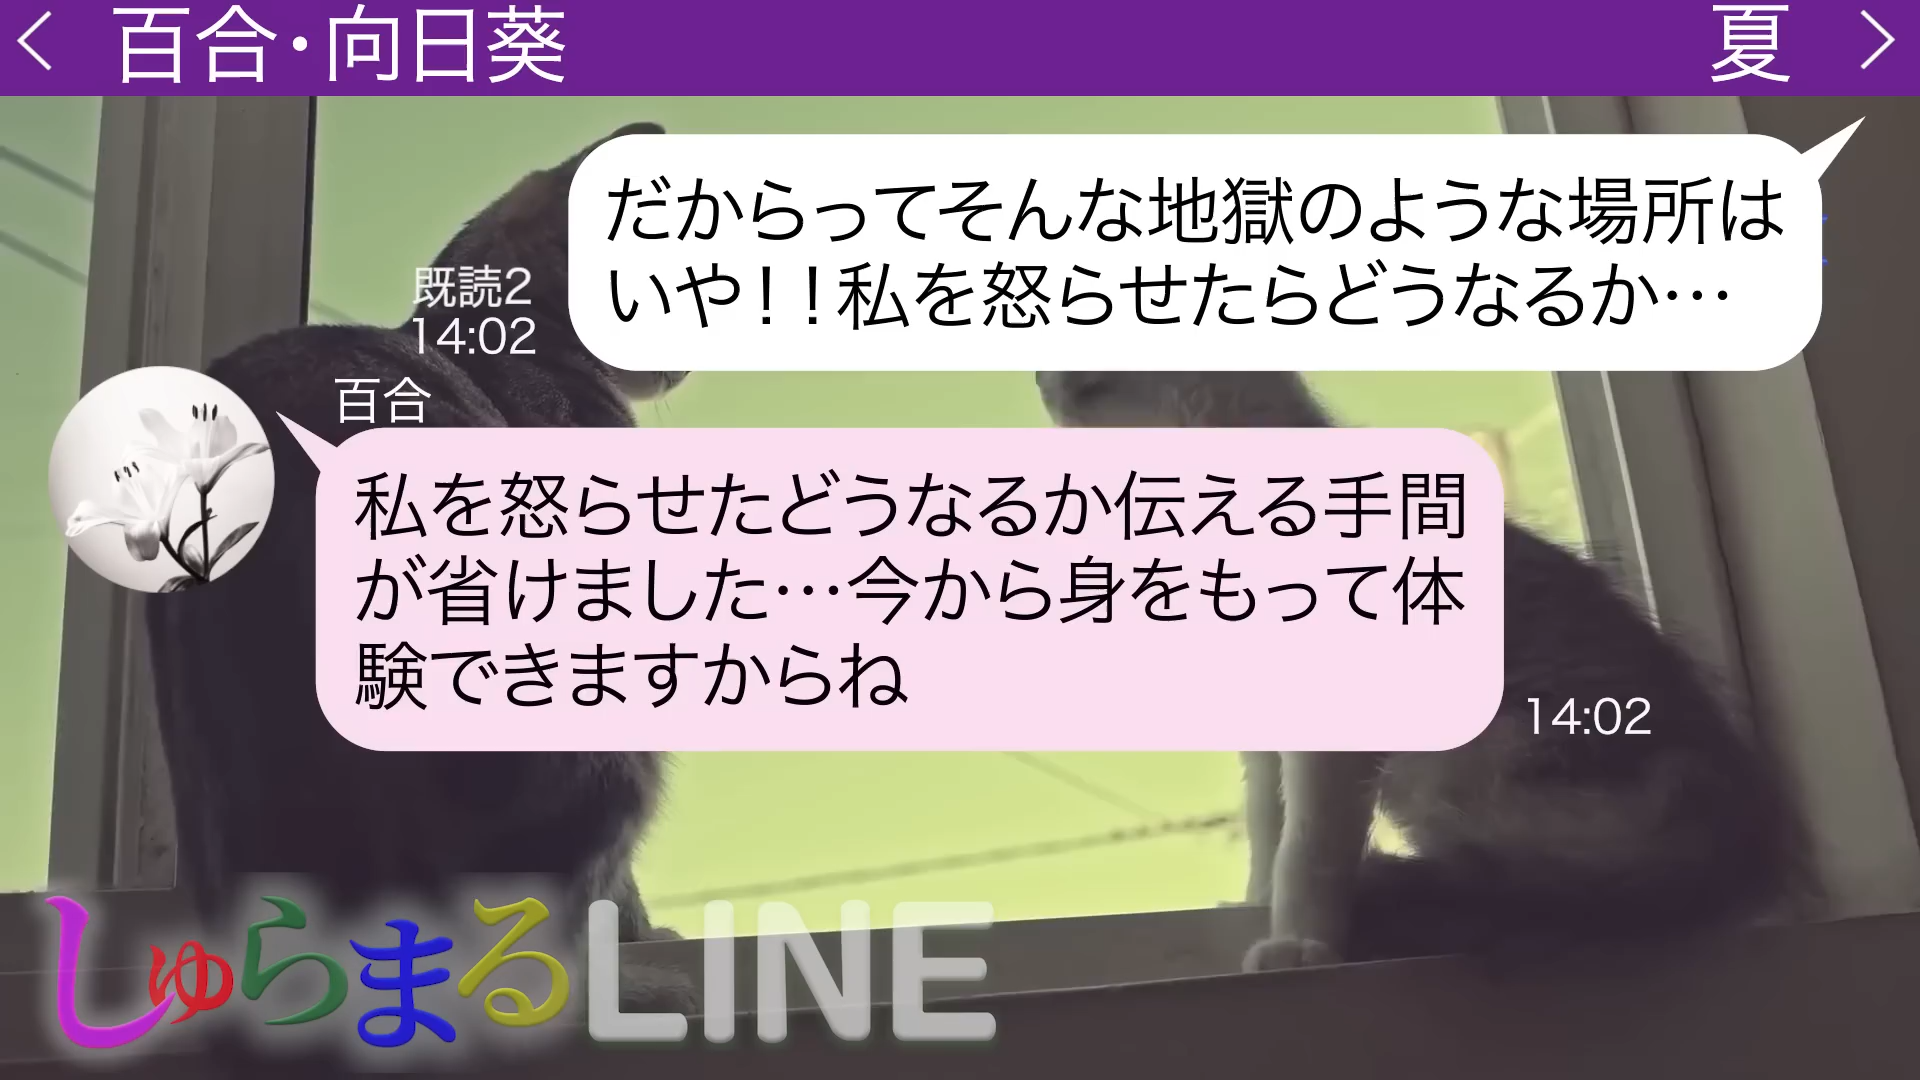 百合・向日葵
夏
だからってそんな地獄のような場所は
いや！！私を怒らせたらどうなるか…
既読2
14:02
百合
私を怒らせたどうなるか伝える手間
が省けました…今から身をもって体
験できますからね
14:02
しゅらまるLINE